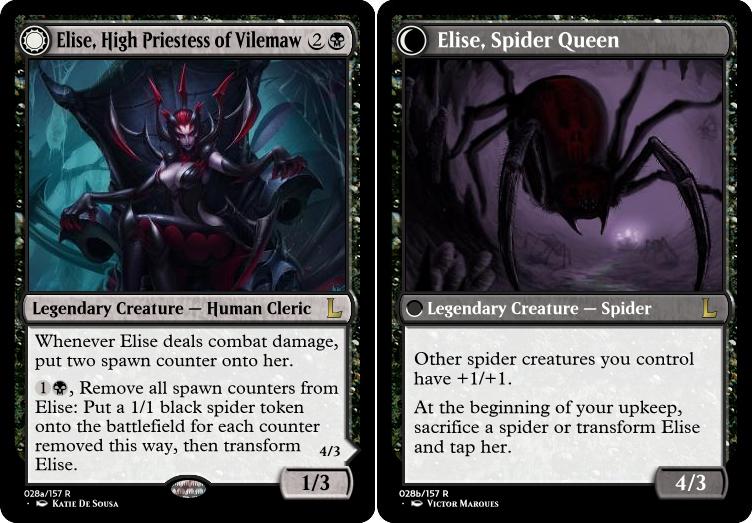 Elise, High Priestess of Vilemaw 2
Legendary Creature — Human Cleric L
Whenever Elise deals combat damage,
put two spawn counter onto her.
1 , Remove all spawn counters from
Elise: Put a 1/1 black spider token
onto the battlefield for each counter
removed this way, then transform
Elise.
4/3
1/3
028a/157 R
KATIE DE SOUSA
Elise, Spider Queen
Legendary Creature — Spider L
Other spider creatures you control
have +1/+1.
At the beginning of your upkeep,
sacrifice a spider or transform Elise
and tap her.
4/3
028b/157 R
VICTOR MARQUES